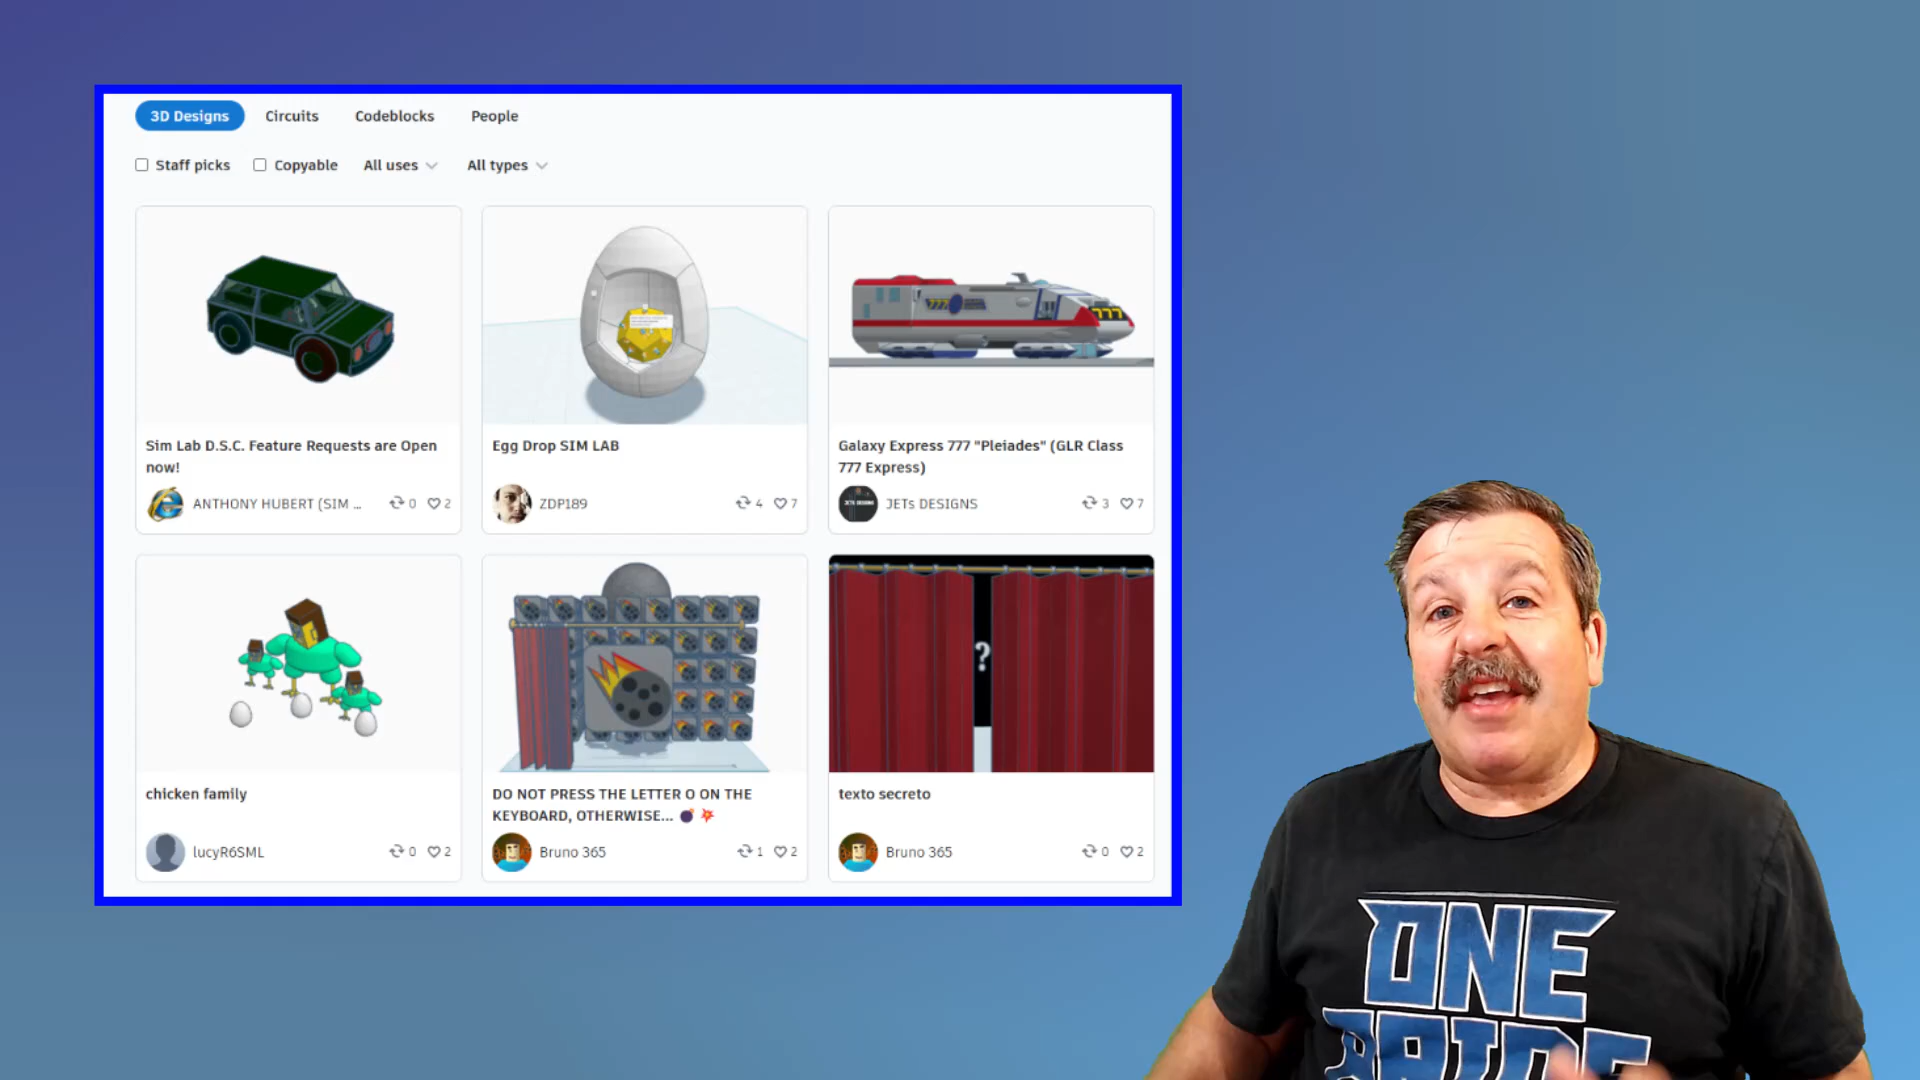 3D Designs Circuits Codeblocks People
Staff picks Copyable All uses All types
Sim Lab D.S.C. Feature Requests are Open
now!
ANTHONY HUBERT (SIM ... 0 2
Egg Drop SIM LAB
ZDP189 4 7
777
777
Galaxy Express 777 "Pleiades" (GLR Class
777 Express)
JETs DESIGNS 3 7
chicken family
lucyR6SML 0 2
DO NOT PRESS THE LETTER O ON THE
KEYBOARD, OTHERWISE... 💣 💥
Bruno 365 1 2
?
texto secreto
Bruno 365 0 2
ONE
PRIDE